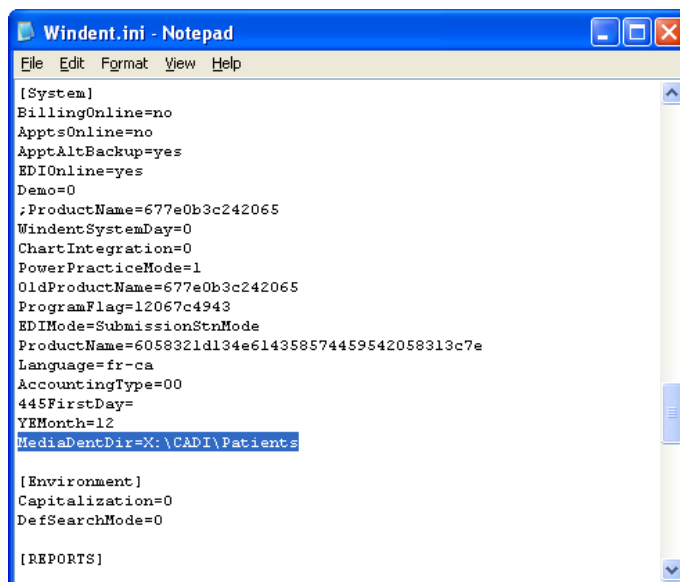 Windent.ini - Notepad
File Edit Format View Help
[System]
BillingOnline=no
ApptsOnline=no
ApptAltBackup=yes
EDIOnline=yes
Demo=0
;ProductName=677e0b3c242065
WindentSystemDay=0
ChartIntegration=0
PowerPracticeMode=1
OldProductName=677e0b3c242065
ProgramFlag=12067c4943
EDIMode=SubmissionStnMode
ProductName=6058321d134e614358574459542058313c7e
Language=fr-ca
AccountingType=00
445FirstDay=
YEMonth=12
MediaDentDir=X:\CADI\Patients
[Environment]
Capitalization=0
DefSearchMode=0
[REPORTS]